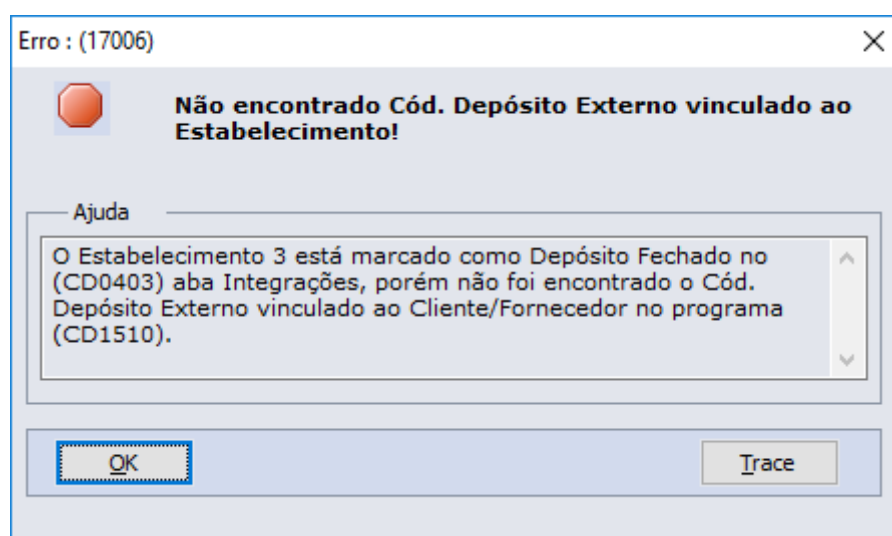 Erro : (17006)
Não encontrado Cód. Depósito Externo vinculado ao
Estabelecimento!
Ajuda
O Estabelecimento 3 está marcado como Depósito Fechado no
(CD0403) aba Integrações, porém não foi encontrado o Cód.
Depósito Externo vinculado ao Cliente/Fornecedor no programa
(CD1510).
OK
Trace